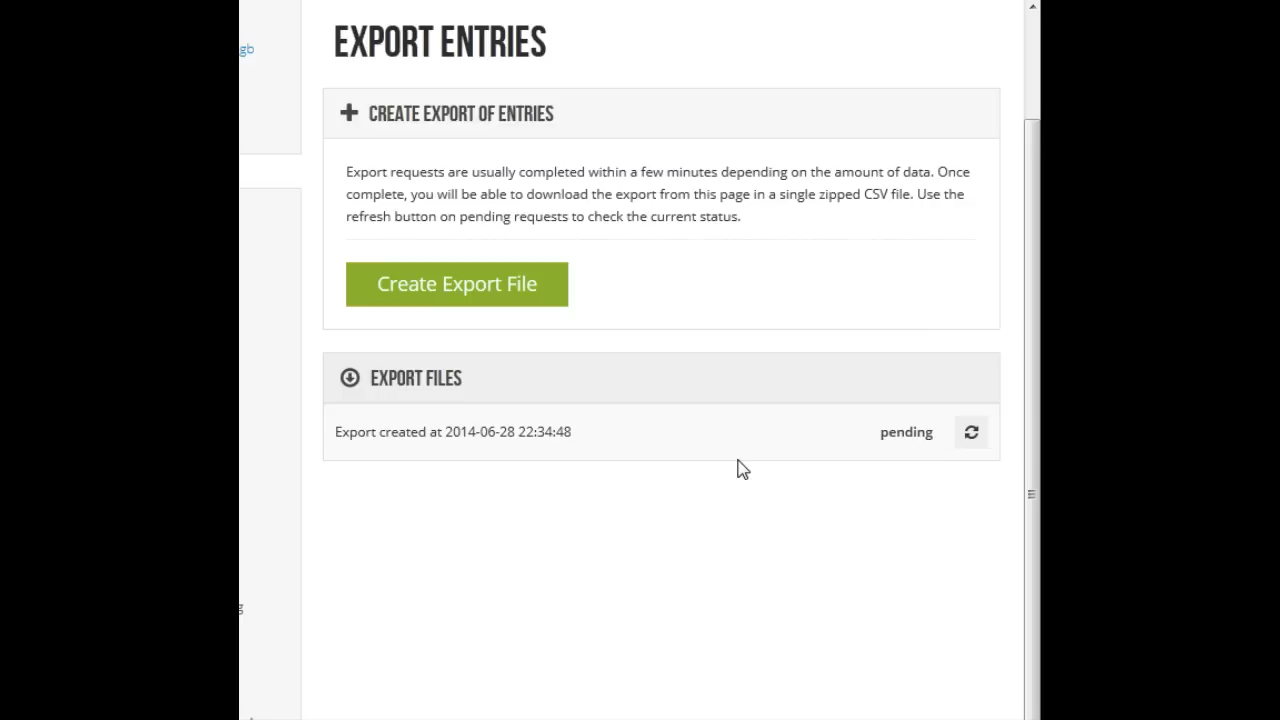 gb
EXPORT ENTRIES
CREATE EXPORT OF ENTRIES
Export requests are usually completed within a few minutes depending on the amount of data. Once
complete, you will be able to download the export from this page in a single zipped CSV file. Use the
refresh button on pending requests to check the current status.
Create Export File
EXPORT FILES
Export created at 2014-06-28 22:34:48 pending
g